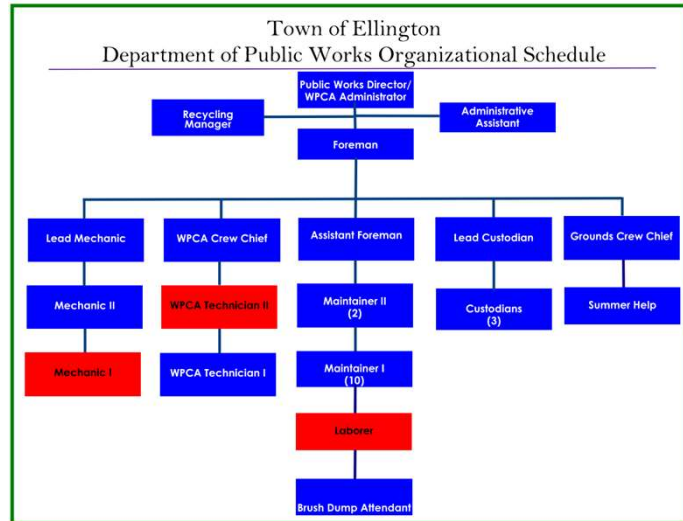 Town of Ellington
Department of Public Works Organizational Schedule
Public Works Director/
WPCA Administrator
Recycling
Manager
Administrative
Assistant
Foreman
Lead Mechanic
WPCA Crew Chief
Assistant Foreman
Lead Custodian
Grounds Crew Chief
Mechanic II
WPCA Technician II
Maintainer II
(2)
Custodians
(3)
Summer Help
Mechanic I
WPCA Technician I
Maintainer I
(10)
Laborer
Brush Dump Attendant